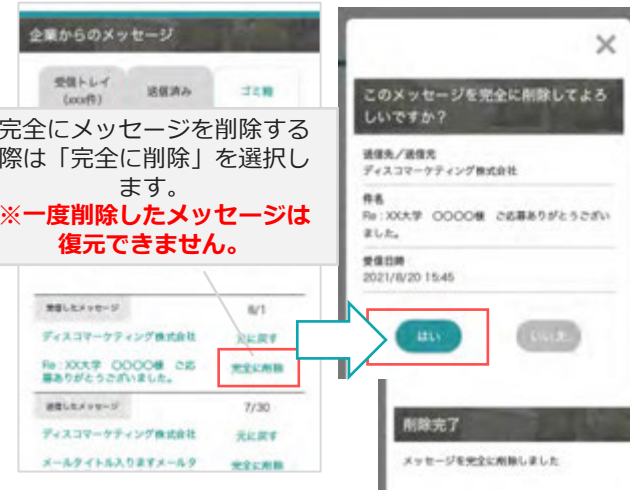 企業からのメッセージ
受信トレイ
(xxx件)
送信済み
ゴミ箱
完全にメッセージを削除する
際は「完全に削除」を選択し
ます。
※一度削除したメッセージは
復元できません。
受信したメッセージ
8/1
ディスコマーケティング株式会社
元に戻す
Re:XX大学 OOOO様 ご応
募ありがとうございました。
完全に削除
送信したメッセージ
7/30
ディスコマーケティング株式会社
元に戻す
メールタイトル入りますメールタ
完全に削除
×
このメッセージを完全に削除してよろ
しいですか？
送信先／送信元
ディスコマーケティング株式会社
件名
Re:XX大学 OOOO様 ご応募ありがとうござい
ました。
受信日時
2021/8/20 15:45
はい
いいえ
削除完了
メッセージを完全に削除しました